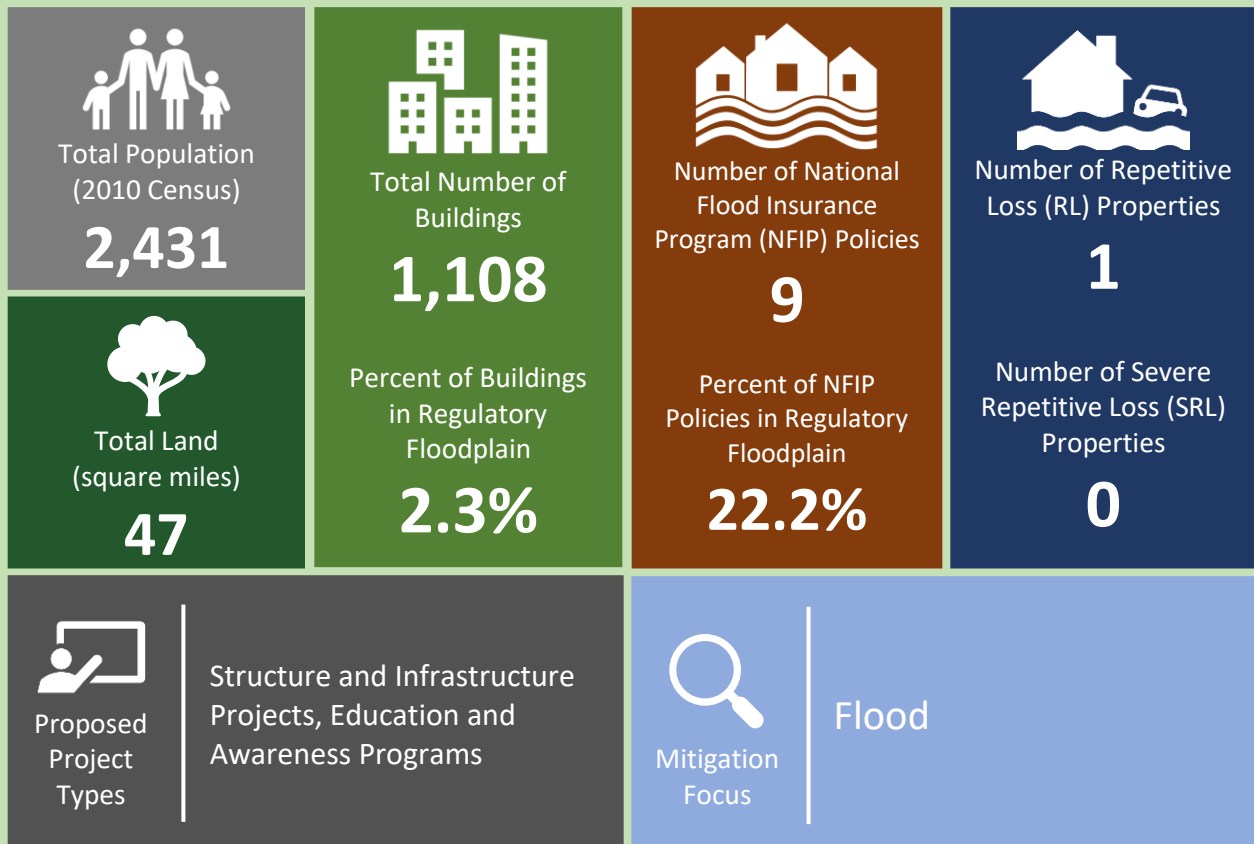 Total Population
(2010 Census)
2,431
Total Land
(square miles)
47
Total Number of
Buildings
1,108
Percent of Buildings
in Regulatory
Floodplain
2.3%
Number of National
Flood Insurance
Program (NFIP) Policies
9
Percent of NFIP
Policies in Regulatory
Floodplain
22.2%
Number of Repetitive
Loss (RL) Properties
1
Number of Severe
Repetitive Loss (SRL)
Properties
0
Proposed
Project
Types
Structure and Infrastructure
Projects, Education and
Awareness Programs
Mitigation
Focus
Flood